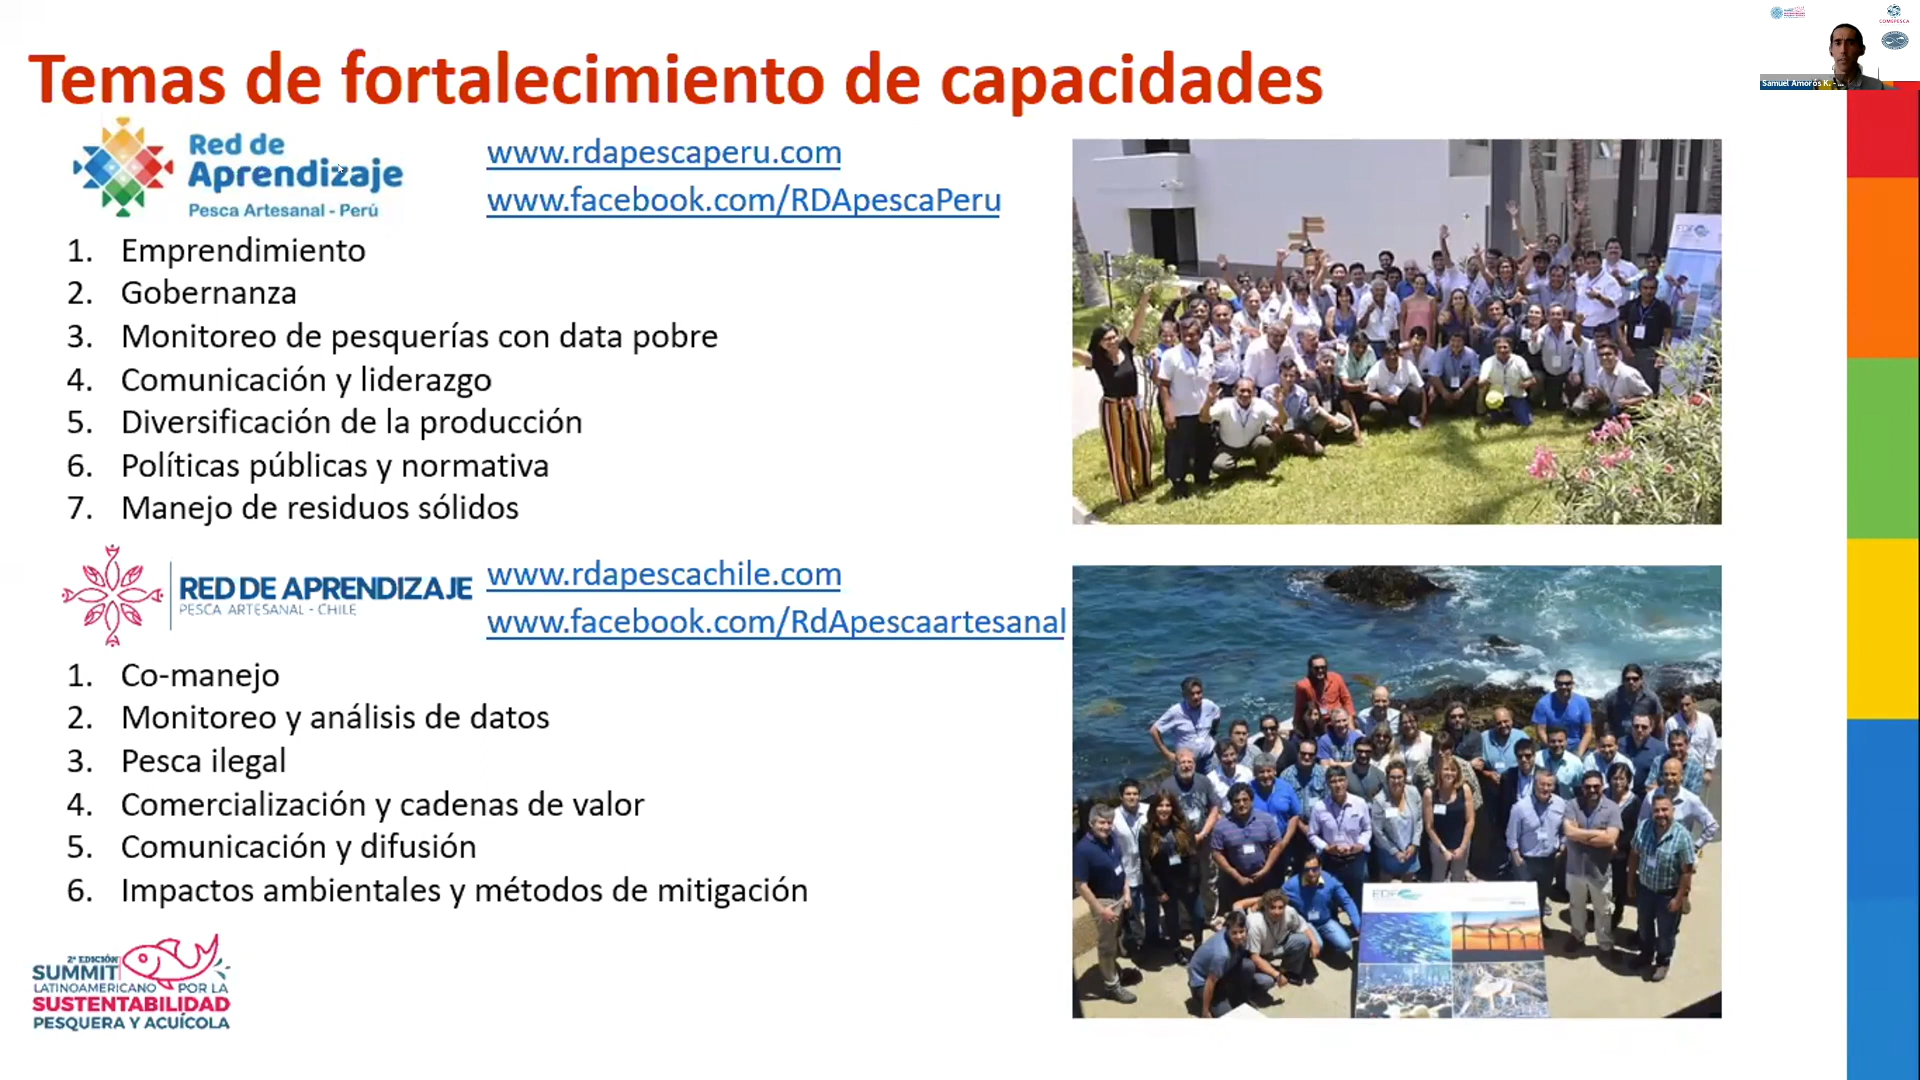 Temas de fortalecimiento de capacidades
Red de
Aprendizaje
Pesca Artesanal - Perú
www.rdapescaperu.com
www.facebook.com/RDApescaPeru
1. Emprendimiento
2. Gobernanza
3. Monitoreo de pesquerías con data pobre
4. Comunicación y liderazgo
5. Diversificación de la producción
6. Políticas públicas y normativa
7. Manejo de residuos sólidos
RED DE APRENDIZAJE
PESCA ARTESANAL - CHILE
www.rdapescachile.com
www.facebook.com/RdApescaartesanal
1. Co-manejo
2. Monitoreo y análisis de datos
3. Pesca ilegal
4. Comercialización y cadenas de valor
5. Comunicación y difusión
6. Impactos ambientales y métodos de mitigación
2ª EDICIÓN
SUMMIT
LATINOAMERICANO POR LA
SUSTENTABILIDAD
PESQUERA Y ACUÍCOLA
COMEPESCA
Samuel Amorós K. - ...
EDF
EDF